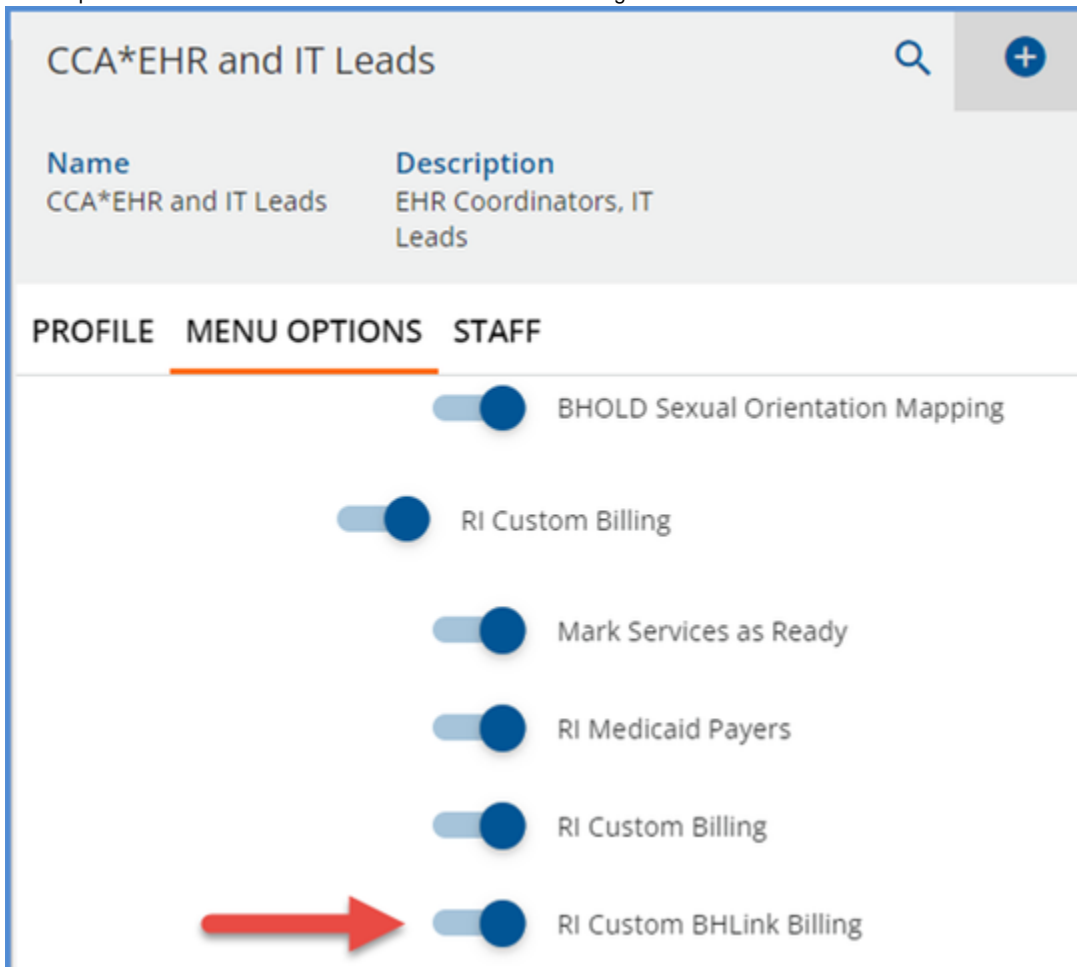 CCA*EHR and IT Leads
Name Description
CCA*EHR and IT Leads EHR Coordinators, IT
Leads
PROFILE MENU OPTIONS STAFF
BHOLD Sexual Orientation Mapping
RI Custom Billing
Mark Services as Ready
RI Medicaid Payers
RI Custom Billing
RI Custom BHLink Billing